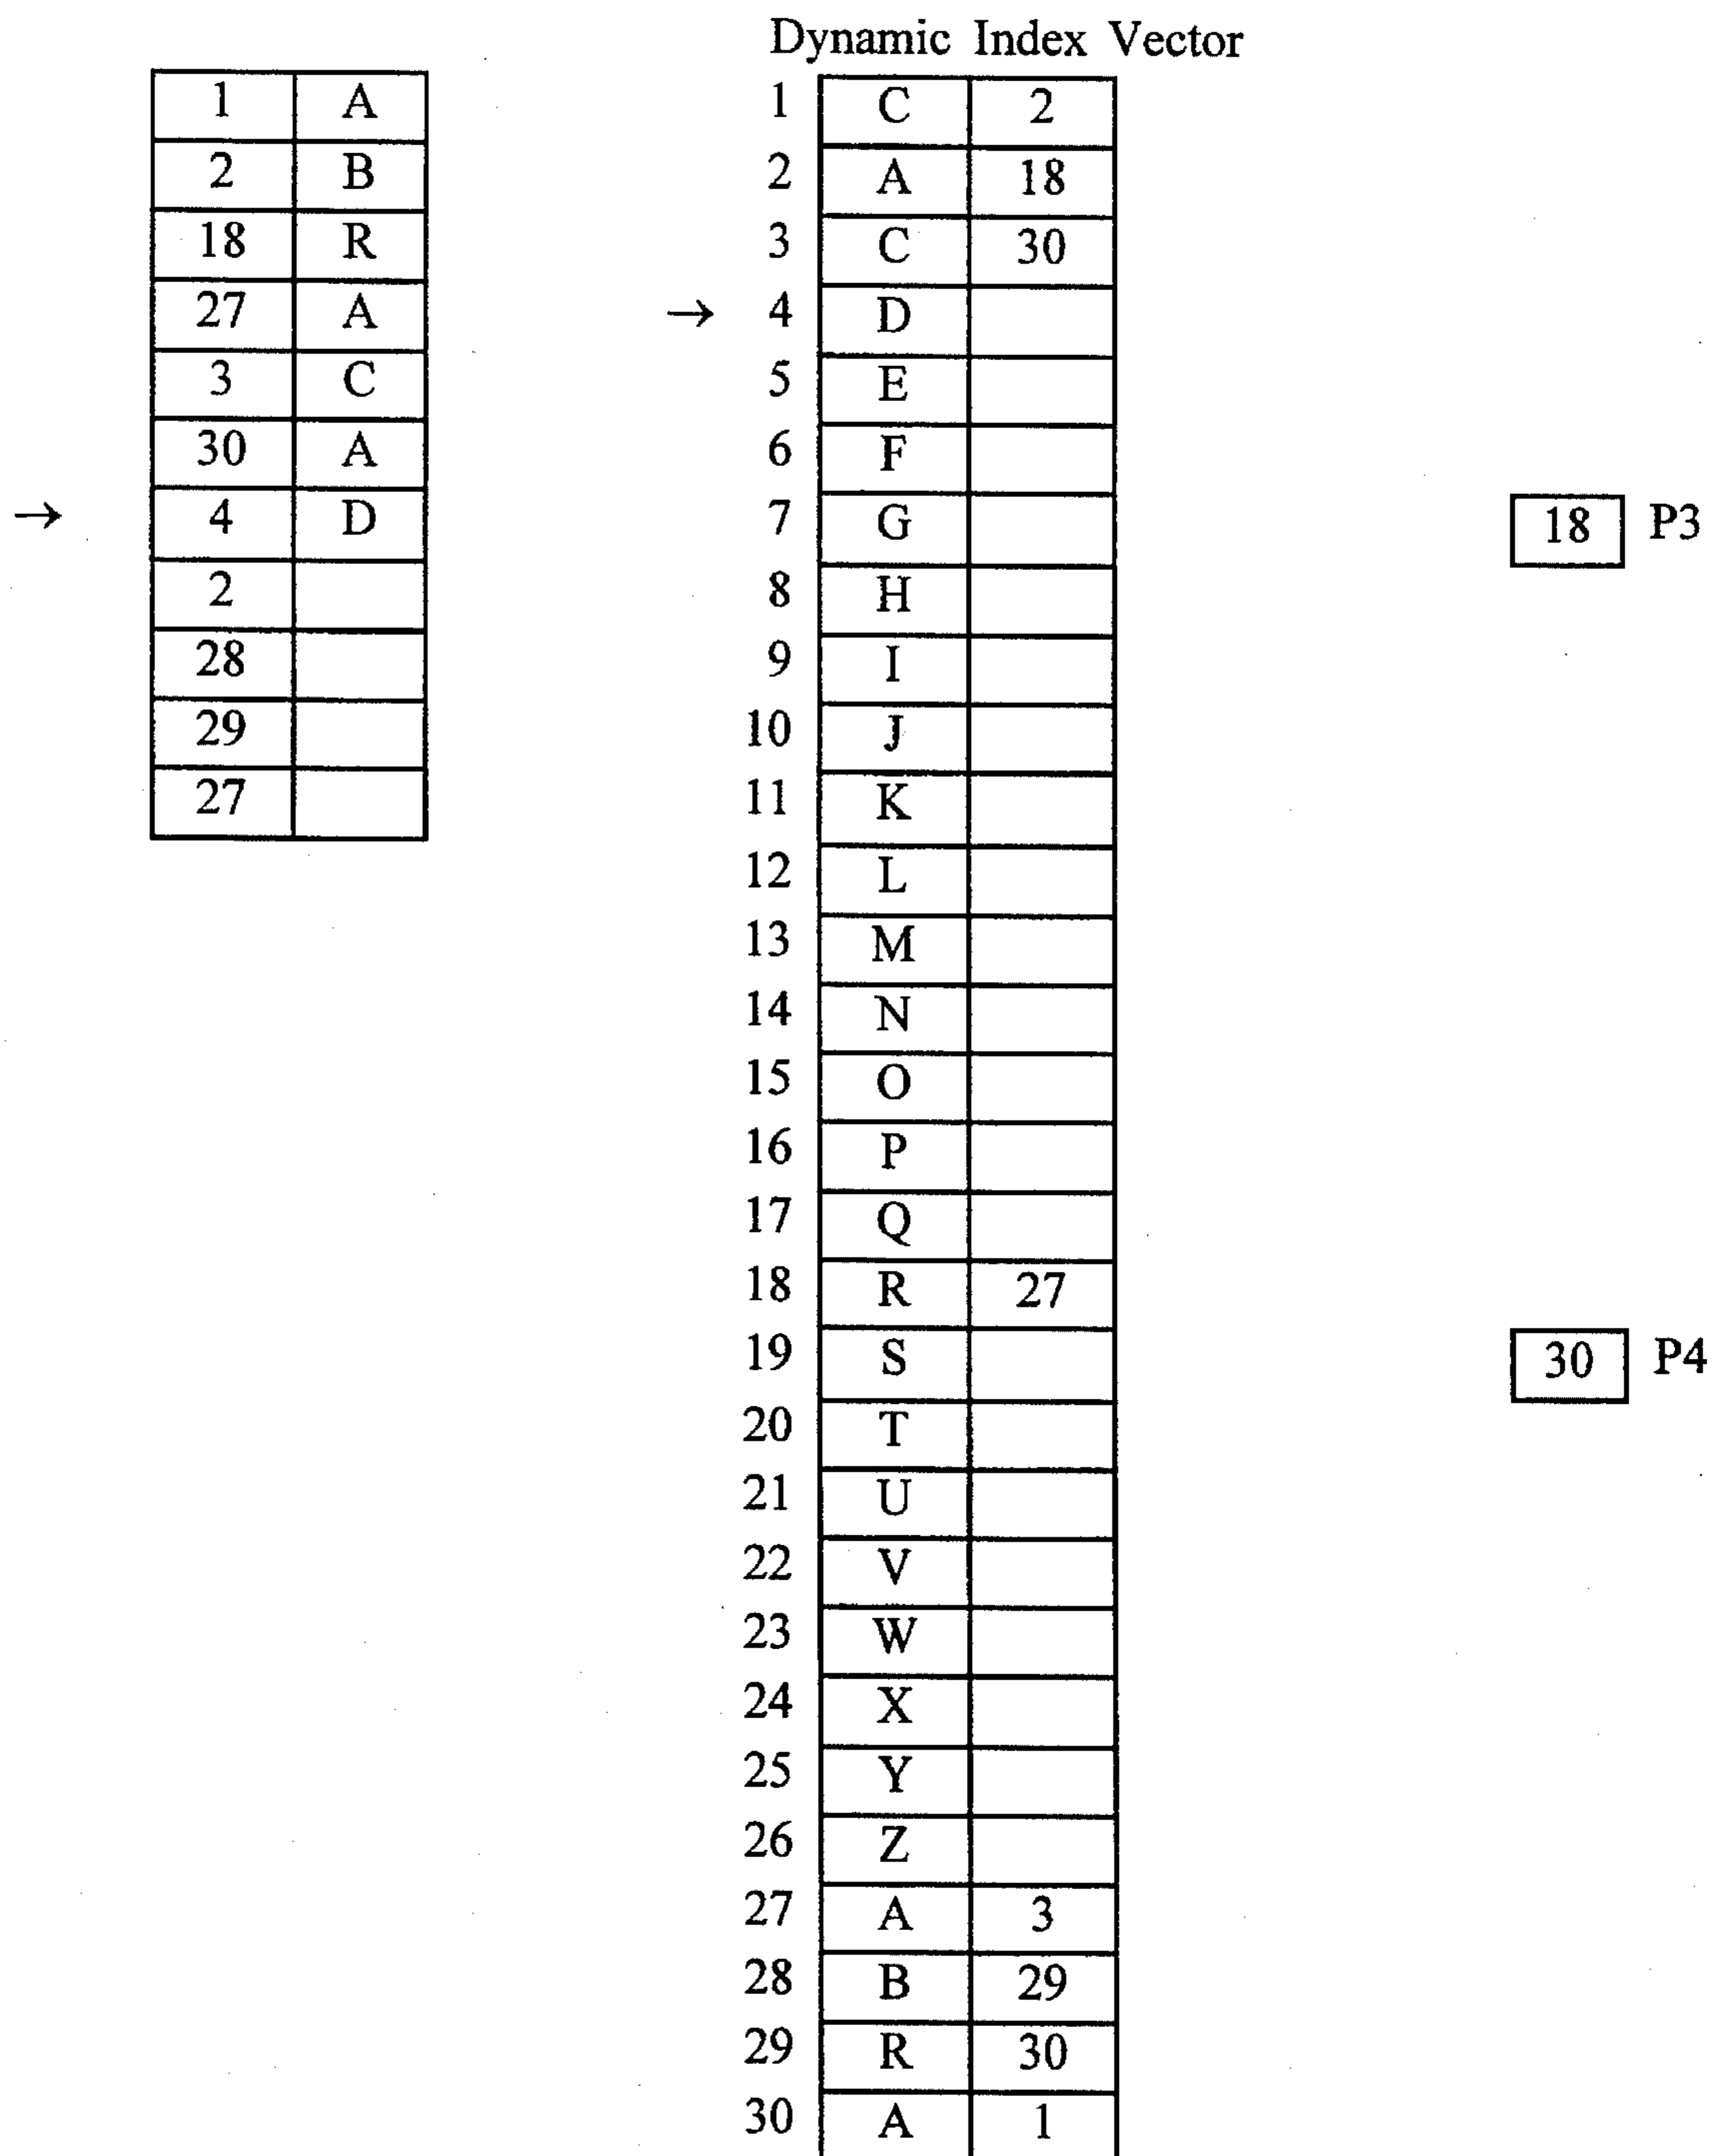 Dynamic Index Vector
1 A
2 B
18 R
27 A
3 C
30 A
→ 4 D
2
28
29
27
1 C 2
2 A 18
3 C 30
→ 4 D
5 E
6 F
7 G
8 H
9 I
10 J
11 K
12 L
13 M
14 N
15 O
16 P
17 Q
18 R 27
19 S
20 T
21 U
22 V
23 W
24 X
25 Y
26 Z
27 A 3
28 B 29
29 R 30
30 A 1
18 P3
30 P4